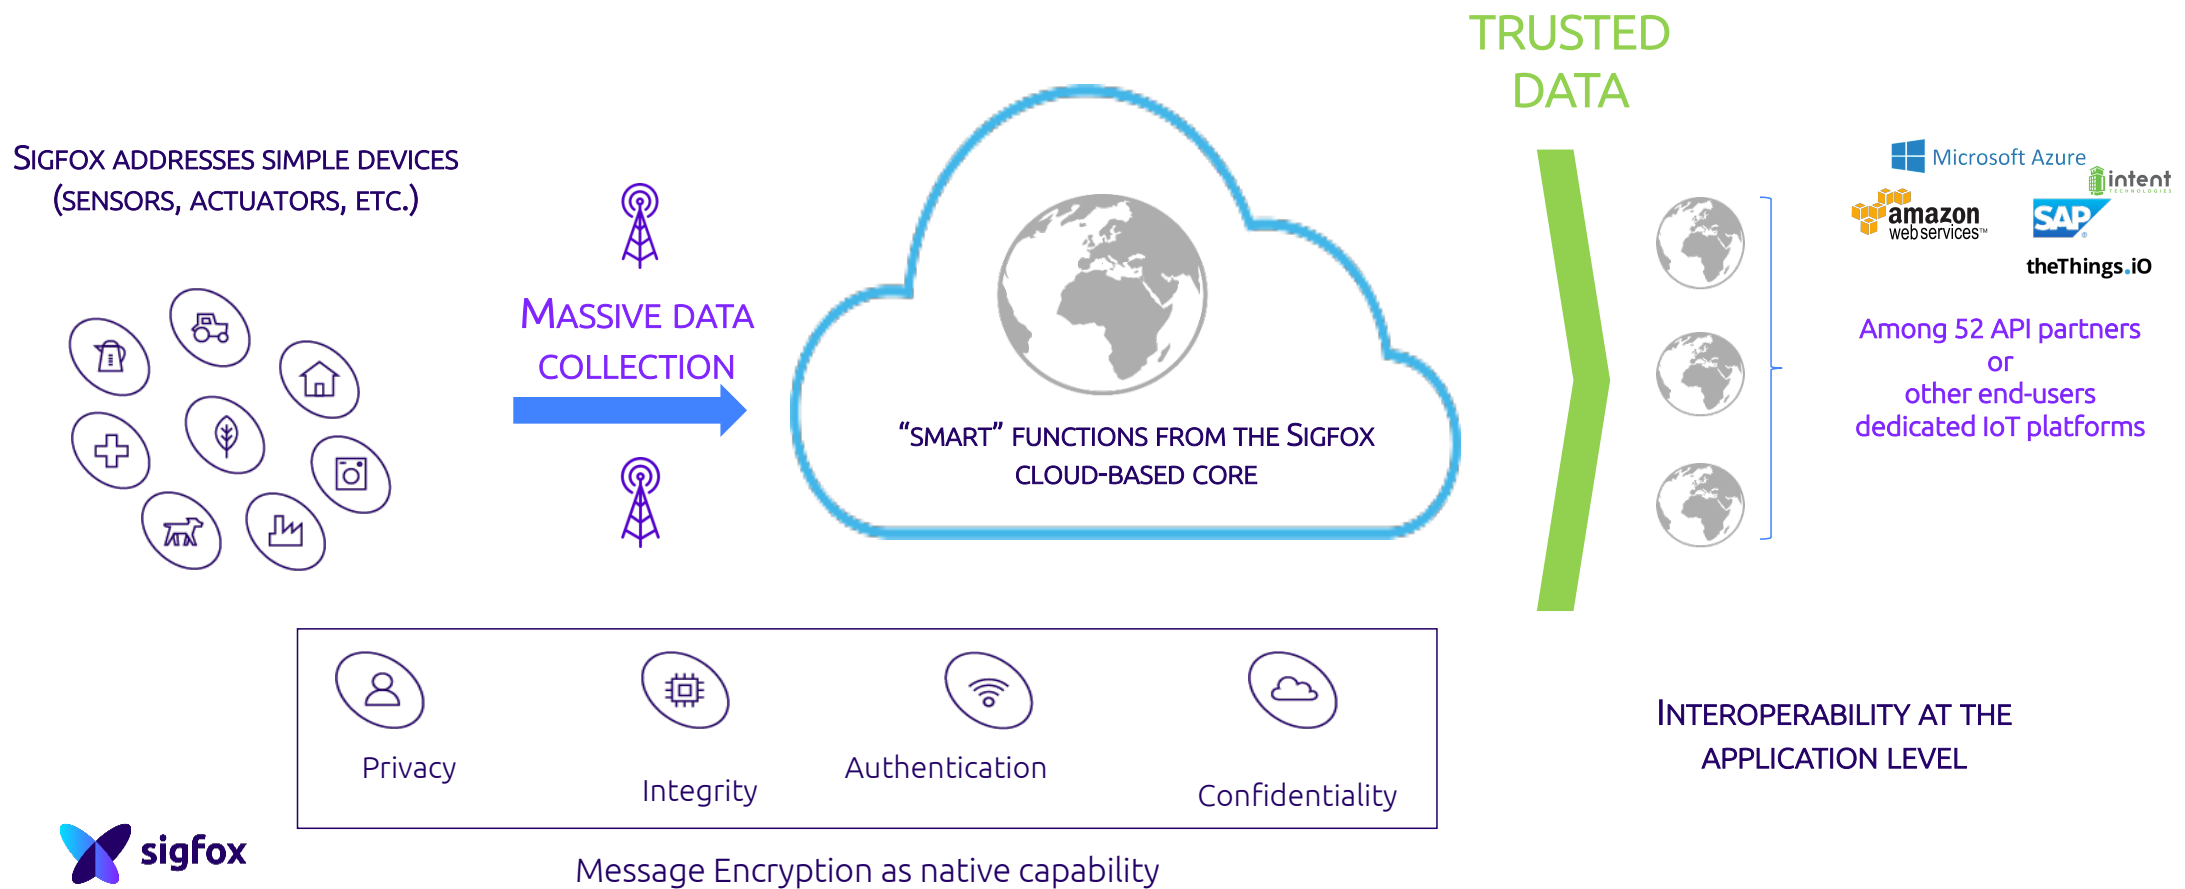 SIGFOX ADDRESSES SIMPLE DEVICES
(SENSORS, ACTUATORS, ETC.)
MASSIVE DATA
COLLECTION
“SMART” FUNCTIONS FROM THE SIGFOX
CLOUD-BASED CORE
TRUSTED
DATA
Microsoft Azure
intent
TECHNOLOGIES
amazon
web services™
SAP®
theThings.iO
Among 52 API partners
or
other end-users
dedicated IoT platforms
Privacy
Integrity
Authentication
Confidentiality
INTEROPERABILITY AT THE
APPLICATION LEVEL
sigfox
Message Encryption as native capability